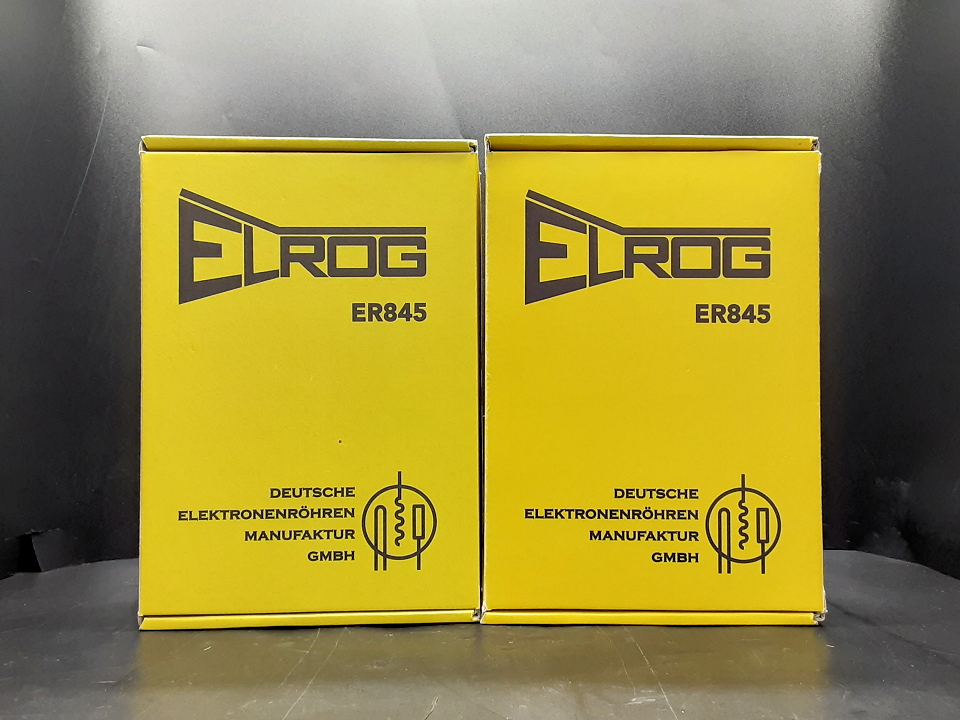 ELROG
ER845
DEUTSCHE
ELEKTRONENRÖHREN
MANUFAKTUR
GMBH
ELROG
ER845
DEUTSCHE
ELEKTRONENRÖHREN
MANUFAKTUR
GMBH